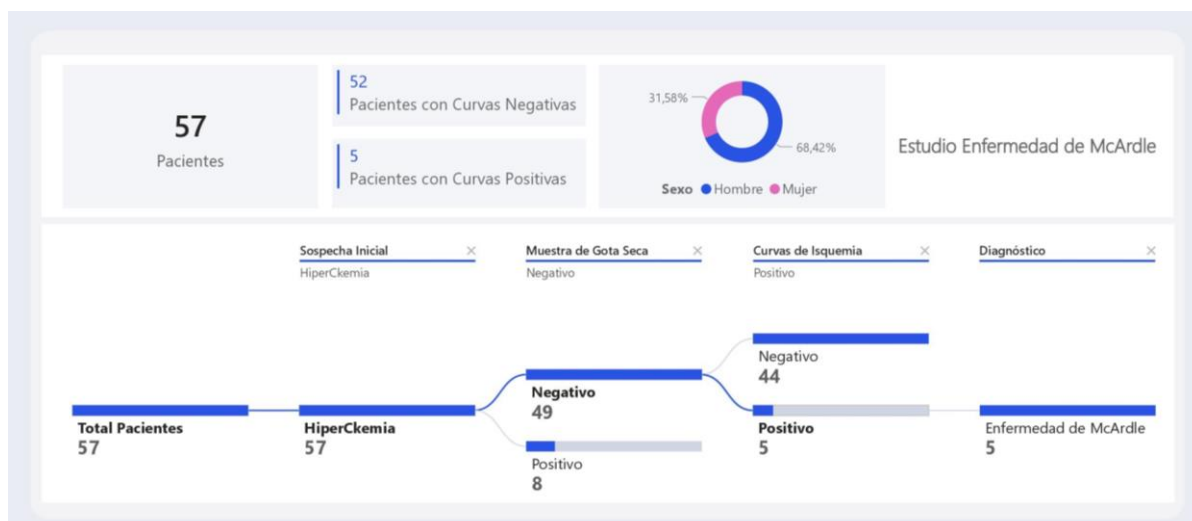 57
Pacientes
52
Pacientes con Curvas Negativas
5
Pacientes con Curvas Positivas
31,58%
68,42%
Sexo Hombre Mujer
Estudio Enfermedad de McArdle
Sospecha Inicial
HiperCkemia
Muestra de Gota Seca
Negativo
Curvas de Isquemia
Positivo
Diagnóstico
Total Pacientes
57
HiperCkemia
57
Negativo
49
Positivo
8
Negativo
44
Positivo
5
Enfermedad de McArdle
5